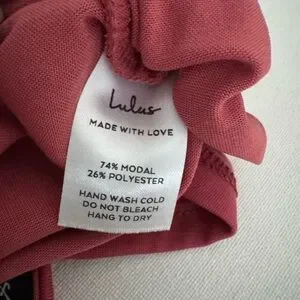 Lulus
MADE WITH LOVE
74% MODAL
26% POLYESTER
HAND WASH COLD
DO NOT BLEACH
HANG TO DRY